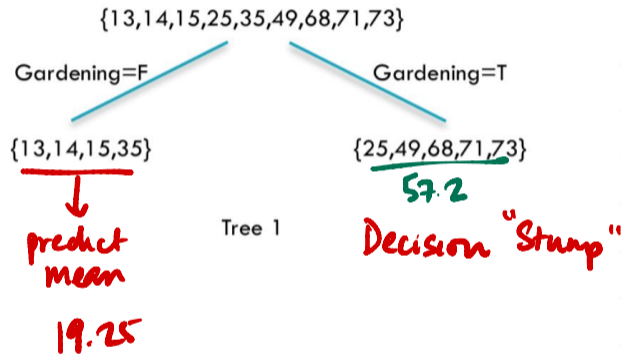 {13,14,15,25,35,49,68,71,73}
Gardening=F
Gardening=T
{13,14,15,35}
{25,49,68,71,73}
57.2
predict
mean
19.25
Tree 1
Decision "Stump"